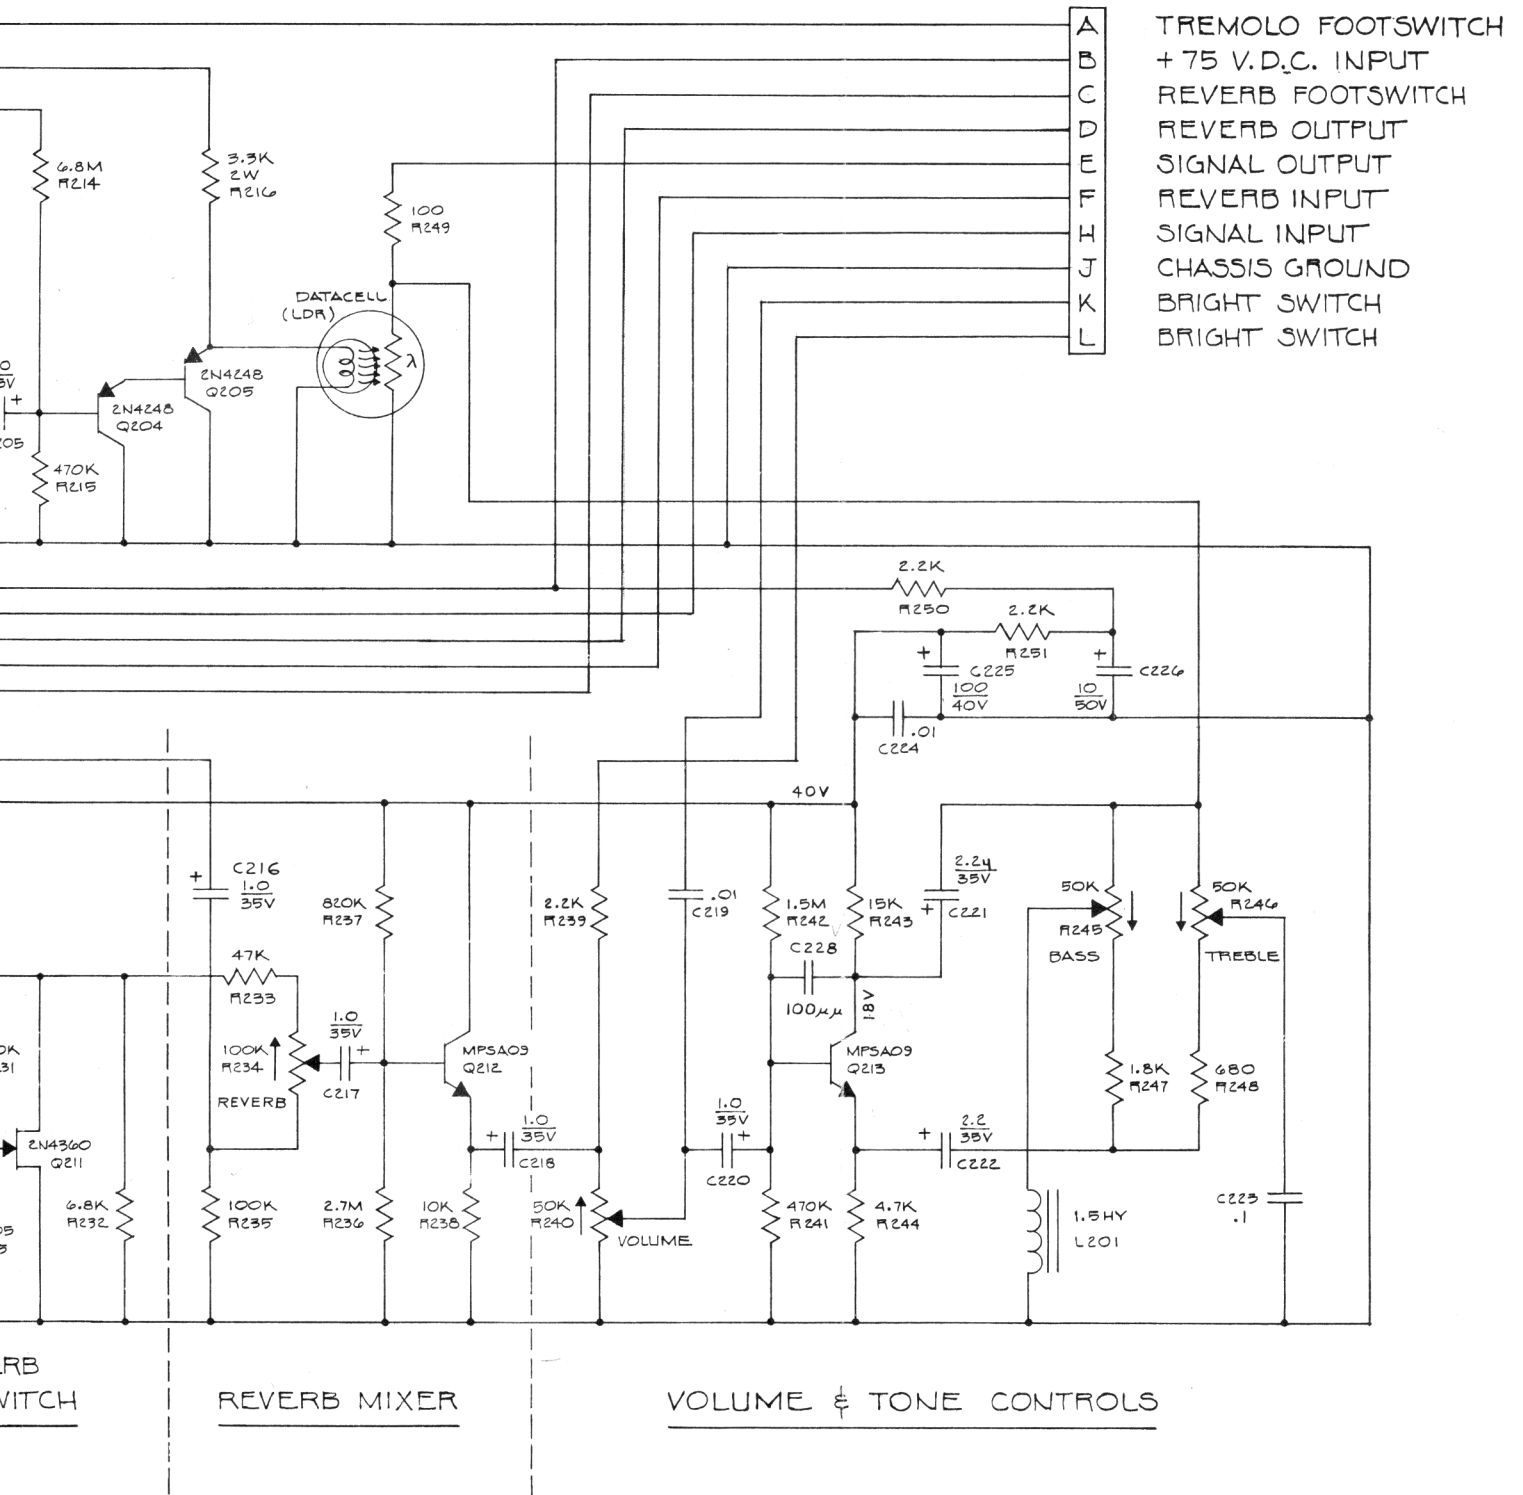 A TREMOLO FOOTSWITCH
B +75 V.D.C. INPUT
C REVERB FOOTSWITCH
D REVERB OUTPUT
E SIGNAL OUTPUT
F REVERB INPUT
H SIGNAL INPUT
J CHASSIS GROUND
K BRIGHT SWITCH
L BRIGHT SWITCH
6.8M
R214
3.3K
2W
R216
100
R249
DATACELL
(LDR)
λ
2N4248
Q205
2N4248
Q204
+
470K
R215
2.2K
R250
2.2K
R251
+
C225
100
40V
+
C226
10
50V
.01
C224
40V
C216
+
1.0
35V
820K
R237
2.2K
R239
.01
C219
1.5M
R242
15K
R243
2.2µ
35V
+
C221
50K
R245
BASS
50K
R246
TREBLE
C228
100µµ
18V
47K
R233
100K
R234
REVERB
1.0
35V
+
C217
MPSA09
Q212
MPSA09
Q213
1.8K
R247
680
R248
2N4360
Q211
6.8K
R232
100K
R235
2.7M
R236
10K
R238
1.0
35V
+
C218
50K
R240
VOLUME
1.0
35V
+
C220
470K
R241
4.7K
R244
2.2
35V
+
C222
1.5HY
L201
C223
.1
REVERB MIXER
VOLUME & TONE CONTROLS